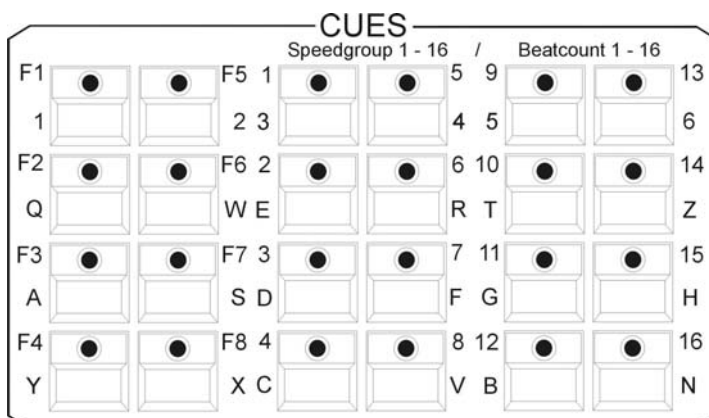 CUES
Speedgroup 1 - 16 / Beatcount 1 - 16
F1 F5 1 5 9 13
1 2 3 4 5 6
F2 F6 2 6 10 14
Q W E R T Z
F3 F7 3 7 11 15
A S D F G H
F4 F8 4 8 12 16
Y X C V B N